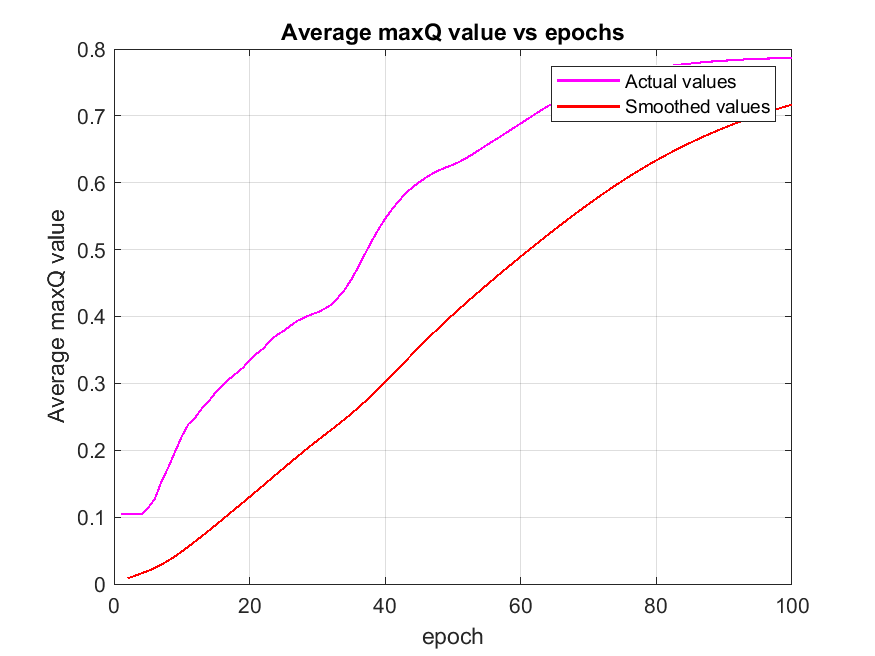 Average maxQ value vs epochs
Actual values
Smoothed values
Average maxQ value
0.8
0.7
0.6
0.5
0.4
0.3
0.2
0.1
0
0 20 40 60 80 100
epoch